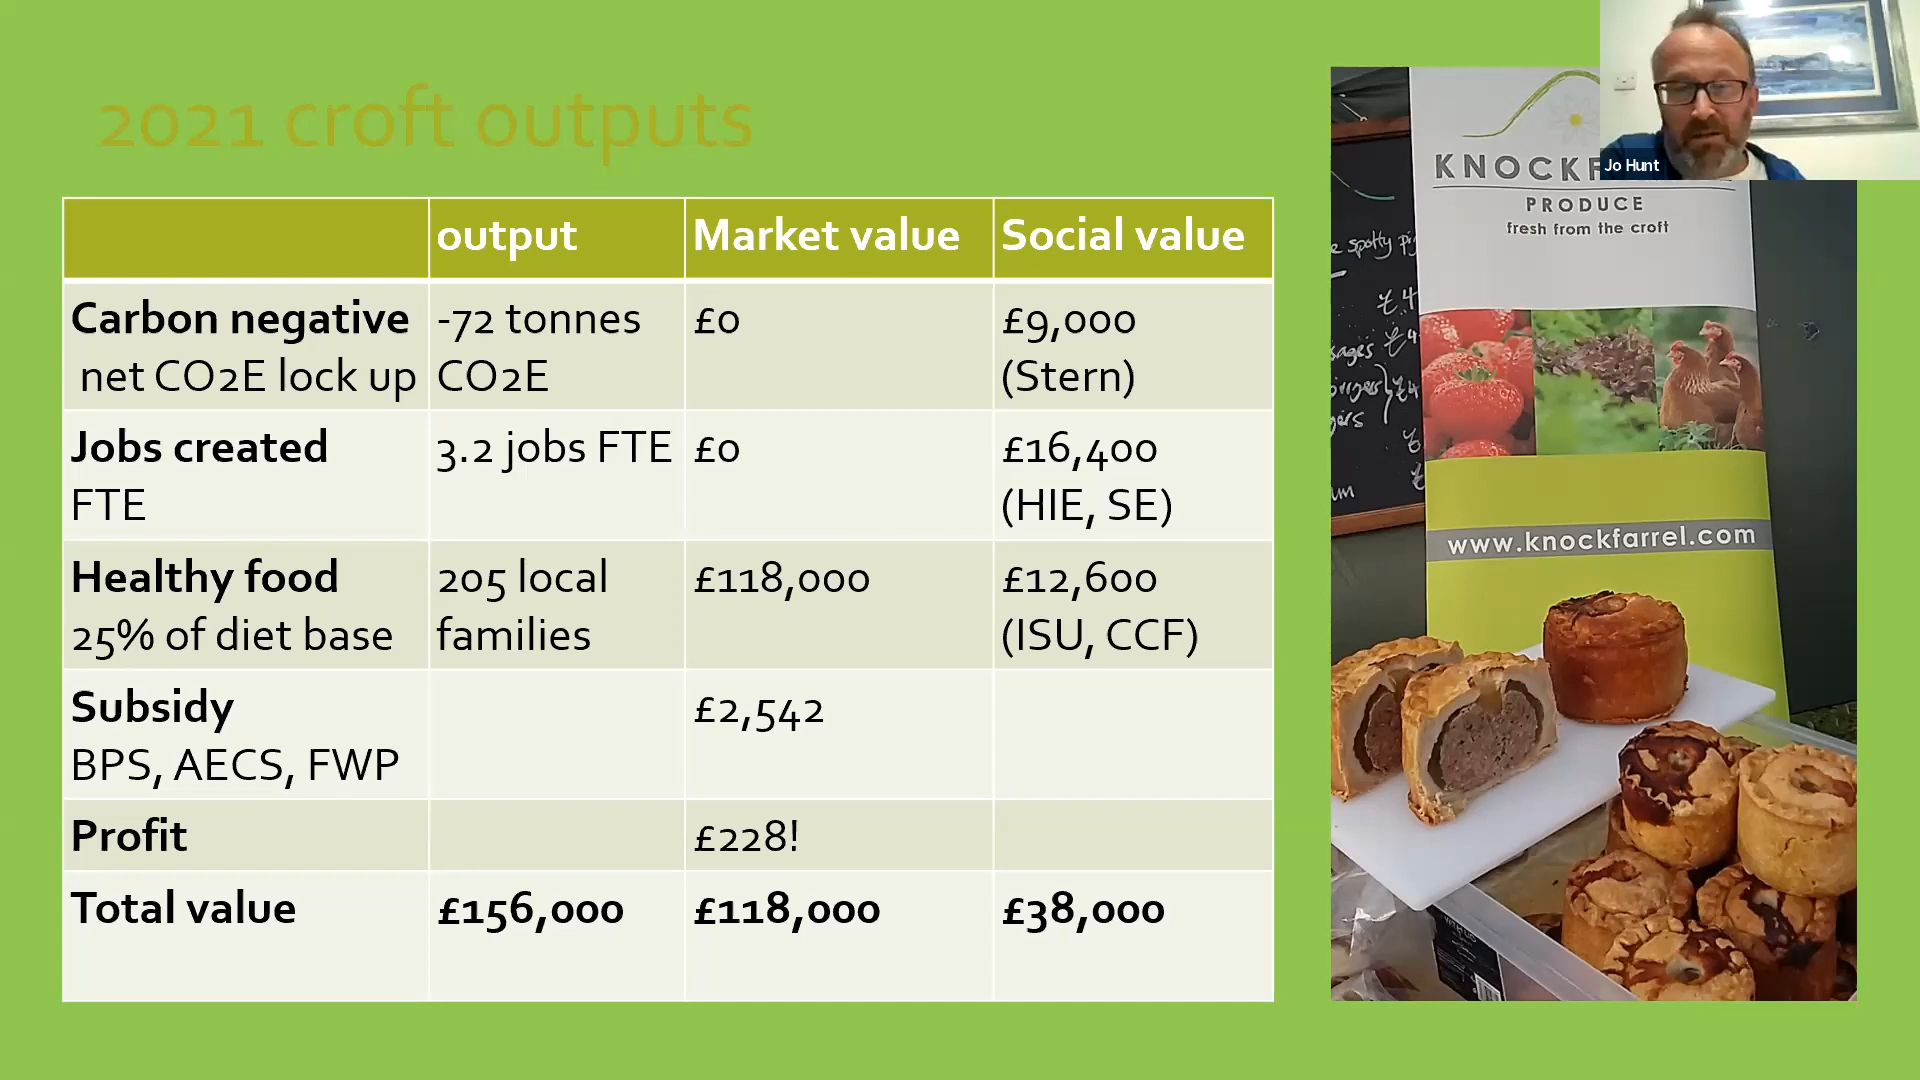 2021 croft outputs
output Market value Social value
Carbon negative -72 tonnes £0 £9,000
net CO2E lock up CO2E (Stern)
Jobs created 3.2 jobs FTE £0 £16,400
FTE (HIE, SE)
Healthy food 205 local £118,000 £12,600
25% of diet base families (ISU, CCF)
Subsidy £2,542
BPS, AECS, FWP
Profit £228!
Total value £156,000 £118,000 £38,000
Jo Hunt
PRODUCE
fresh from the croft
spotty
£4
www.knockfarrel.com